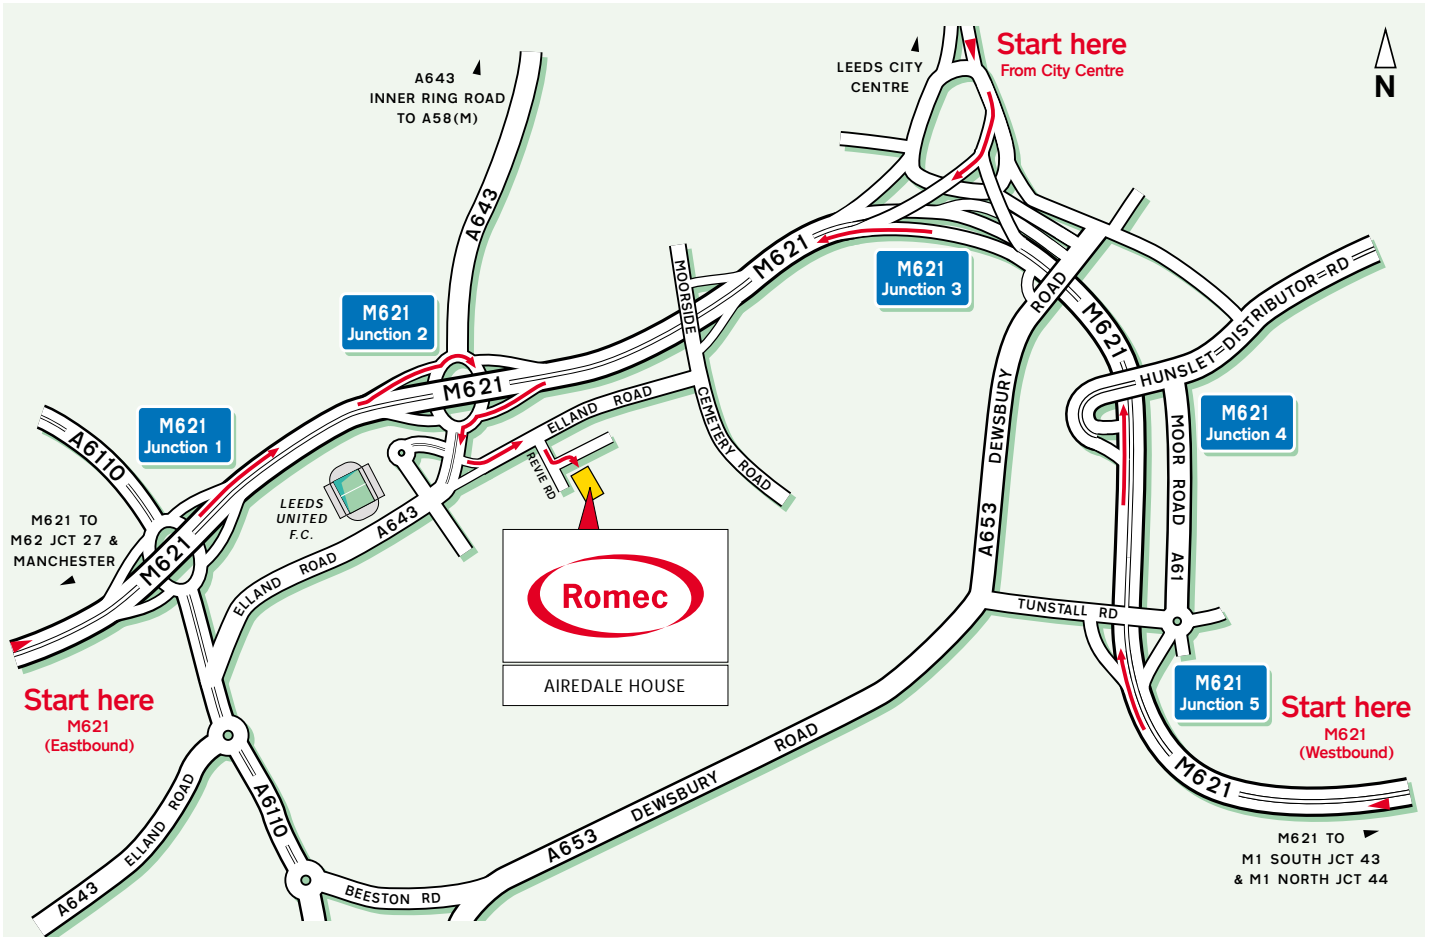 Start here
From City Centre
LEEDS CITY
CENTRE
N
A643
INNER RING ROAD
TO A58(M)
A643
M621
MOORSIDE
M621
Junction 3
ROAD
M621
HUNSLET DISTRIBUTOR RD
M621
Junction 2
M621
ELLAND ROAD
CEMETERY ROAD
DEWSBURY
M621
Junction 4
MOOR ROAD A61
M621
Junction 1
A6110
REVIE RD
LEEDS
UNITED
F.C.
A643
ELLAND ROAD
A653
M621 TO
M62 JCT 27 &
MANCHESTER
M621
Romec
AIREDALE HOUSE
TUNSTALL RD
M621
Junction 5
Start here
M621
(Eastbound)
Start here
M621
(Westbound)
M621
ELLAND ROAD
A643
A6110
A653 DEWSBURY ROAD
BEESTON RD
M621 TO
M1 SOUTH JCT 43
& M1 NORTH JCT 44